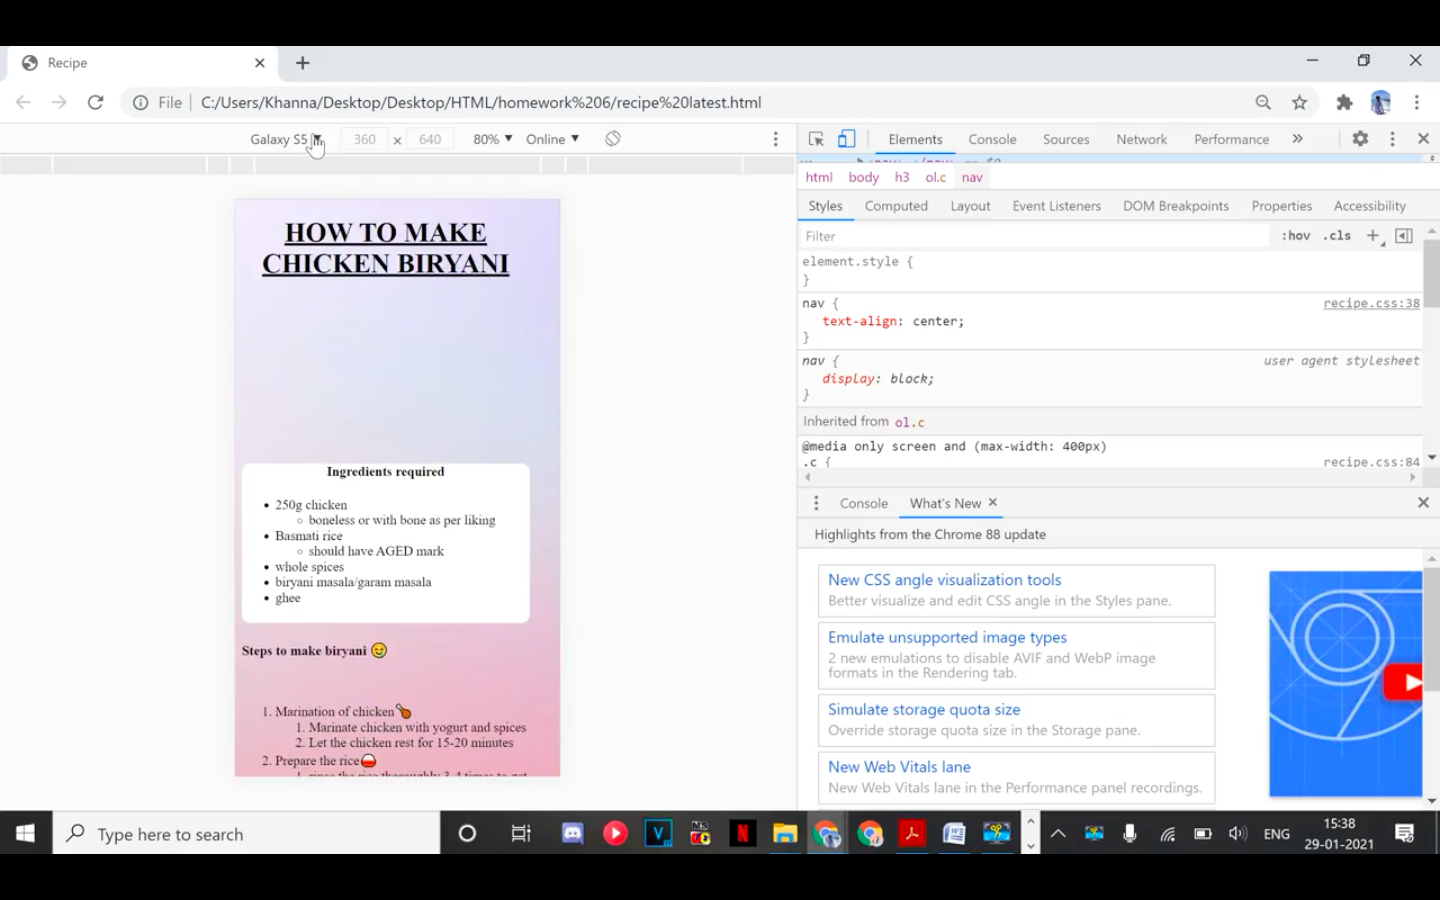 Recipe
File
C:/Users/Khanna/Desktop/Desktop/HTML/homework%206/recipe%20latest.html
Galaxy S5 360 x 640 80% Online
Elements Console Sources Network Performance »
html body h3 ol.c nav
Styles Computed Layout Event Listeners DOM Breakpoints Properties Accessibility
Filter :hov .cls +
element.style {
}
nav { recipe.css:38
text-align: center;
}
nav { user agent stylesheet
display: block;
}
Inherited from ol.c
@media only screen and (max-width: 400px)
.c { recipe.css:84
Console What's New
Highlights from the Chrome 88 update
New CSS angle visualization tools
Better visualize and edit CSS angle in the Styles pane.
Emulate unsupported image types
2 new emulations to disable AVIF and WebP image
formats in the Rendering tab.
Simulate storage quota size
Override storage quota size in the Storage pane.
New Web Vitals lane
New Web Vitals lane in the Performance panel recordings.
HOW TO MAKE
CHICKEN BIRYANI
Ingredients required
250g chicken
boneless or with bone as per liking
Basmati rice
should have AGED mark
whole spices
biryani masala/garam masala
ghee
Steps to make biryani 😋
1. Marination of chicken🍗
1. Marinate chicken with yogurt and spices
2. Let the chicken rest for 15-20 minutes
2. Prepare the rice🍚
Type here to search
ENG
15:38
29-01-2021